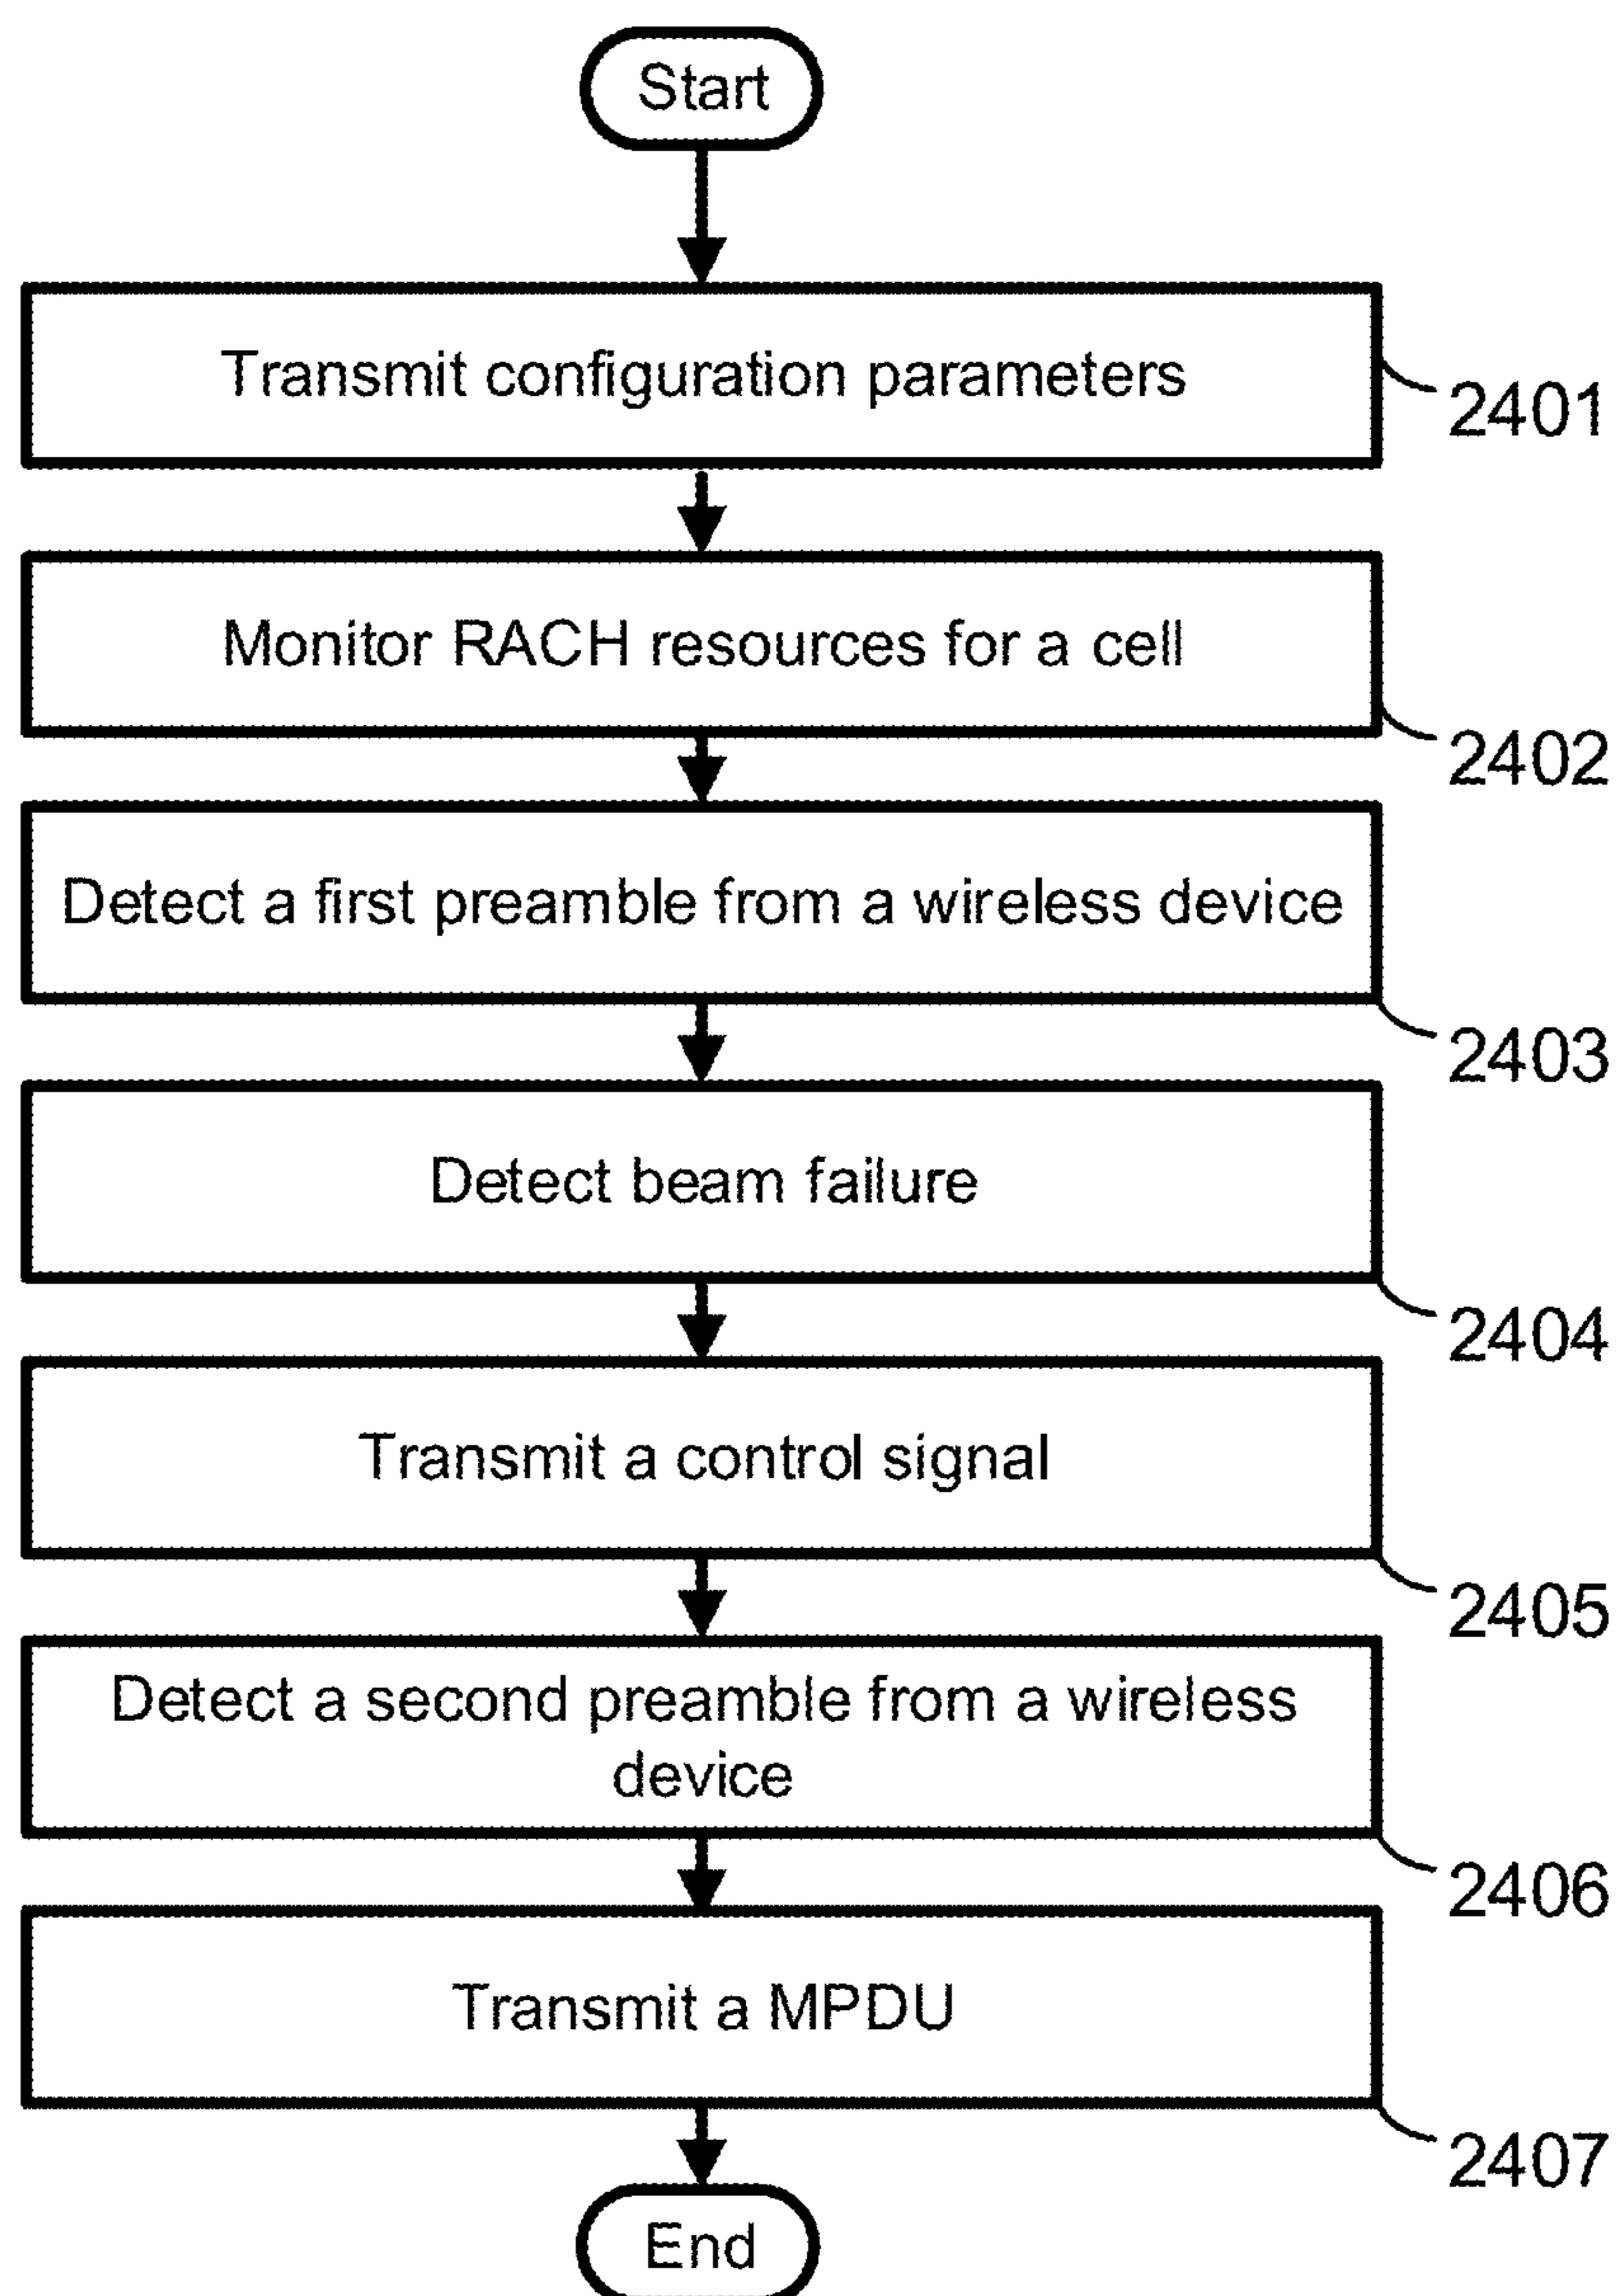 Start
Transmit configuration parameters
2401
Monitor RACH resources for a cell
2402
Detect a first preamble from a wireless device
2403
Detect beam failure
2404
Transmit a control signal
2405
Detect a second preamble from a wireless
device
2406
Transmit a MPDU
2407
End